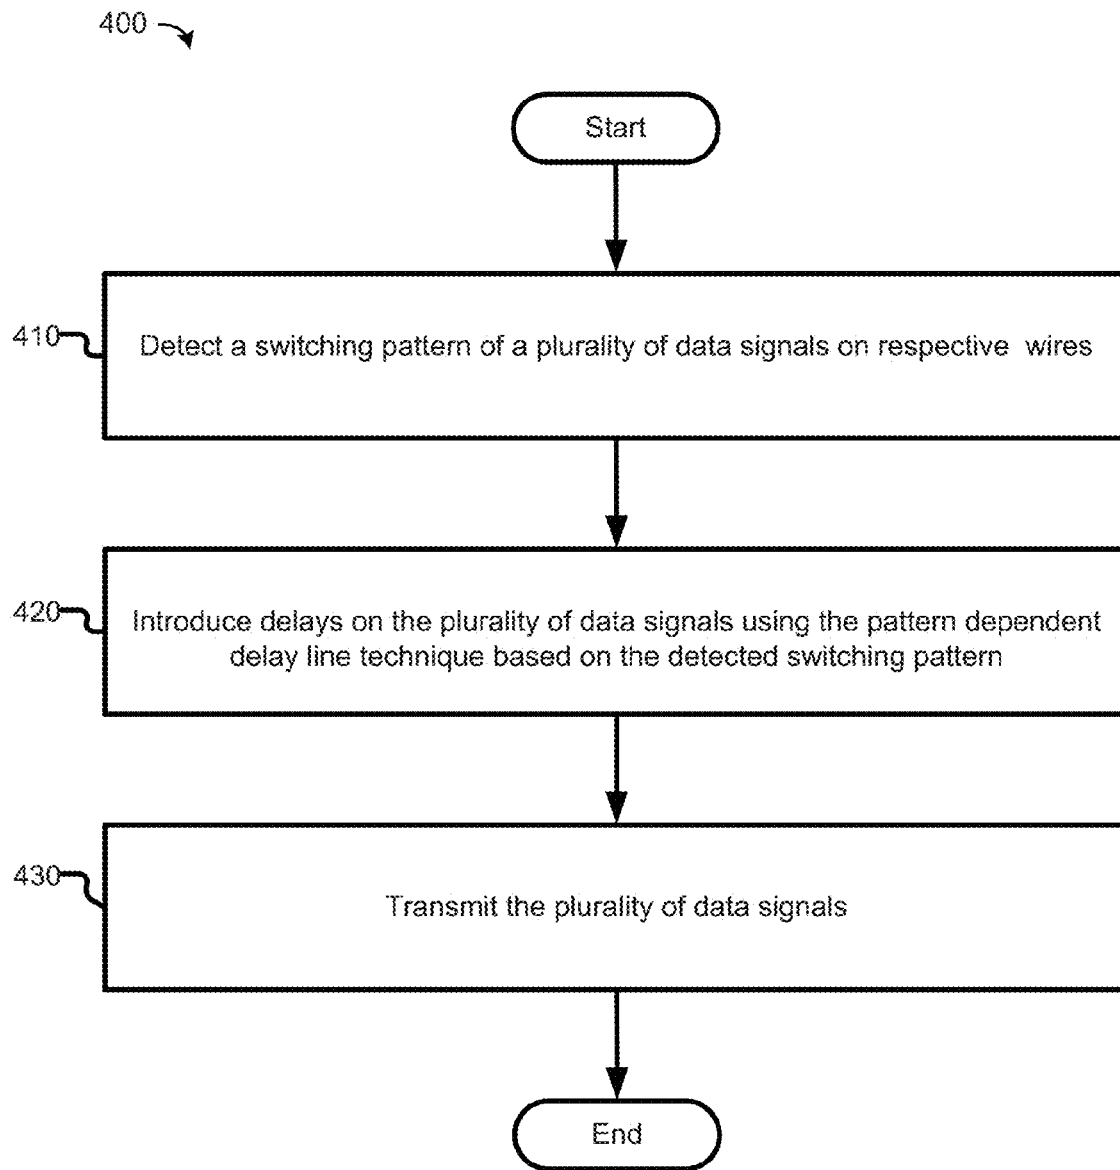 400
Start
410
Detect a switching pattern of a plurality of data signals on respective wires
420
Introduce delays on the plurality of data signals using the pattern dependent
delay line technique based on the detected switching pattern
430
Transmit the plurality of data signals
End